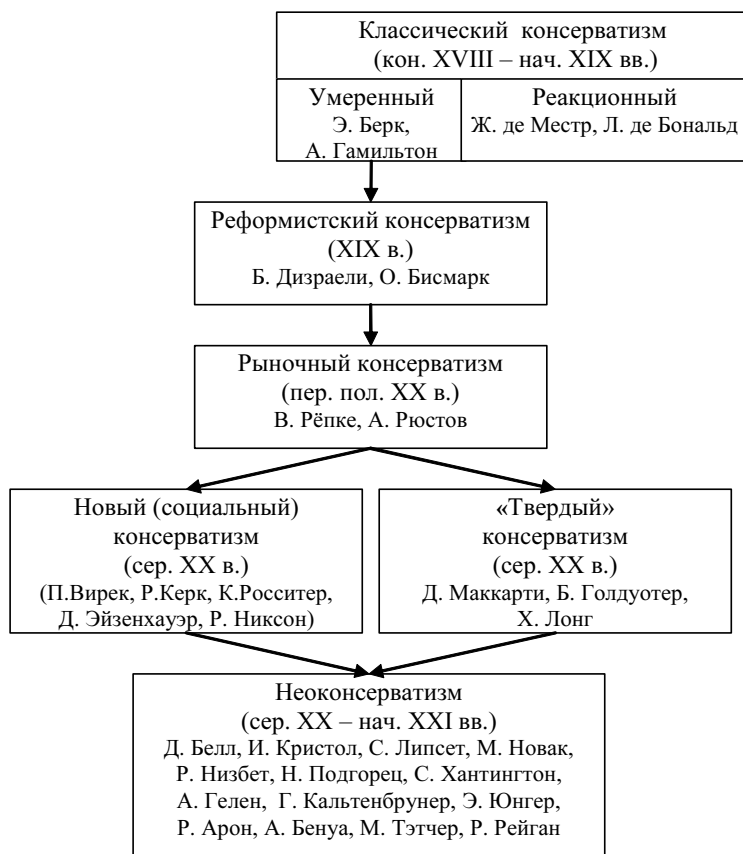 Классический консерватизм
(кон. XVIII – нач. XIX вв.)
Умеренный
Э. Берк,
А. Гамильтон
Реакционный
Ж. де Местр, Л. де Бональд
Реформистский консерватизм
(XIX в.)
Б. Дизраели, О. Бисмарк
Рыночный консерватизм
(пер. пол. XX в.)
В. Рёпке, А. Рюстов
Новый (социальный)
консерватизм
(сер. XX в.)
(П.Вирек, Р.Керк, К.Росситер,
Д. Эйзенхауэр, Р. Никсон)
«Твердый»
консерватизм
(сер. XX в.)
Д. Маккарти, Б. Голдуотер,
Х. Лонг
Неоконсерватизм
(сер. XX – нач. XXI вв.)
Д. Белл, И. Кристол, С. Липсет, М. Новак,
Р. Низбет, Н. Подгорец, С. Хантингтон,
А. Гелен, Г. Кальтенбрунер, Э. Юнгер,
Р. Арон, А. Бенуа, М. Тэтчер, Р. Рейган